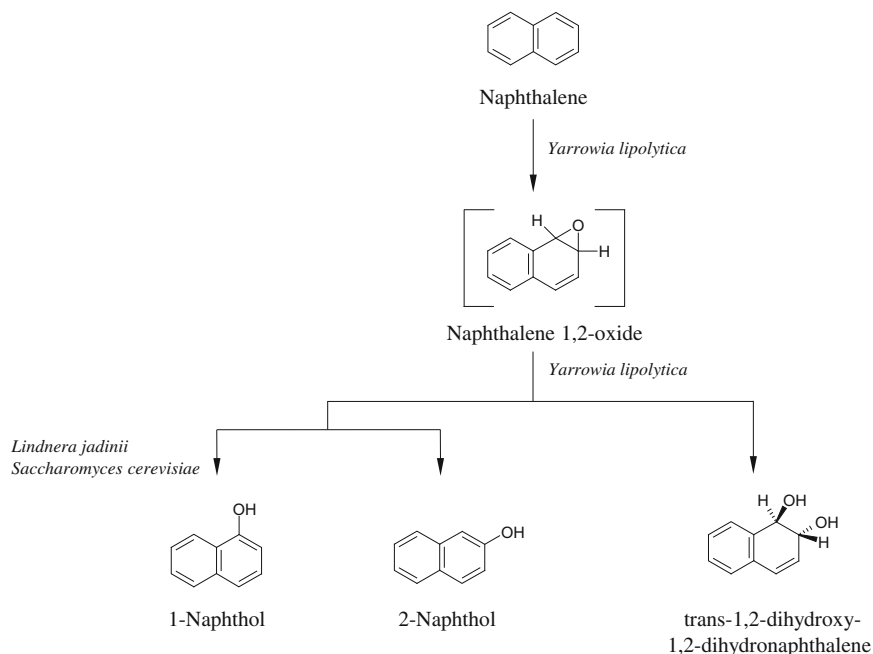 Naphthalene
Yarrowia lipolytica
H
O
H
Naphthalene 1,2-oxide
Yarrowia lipolytica
Lindnera jadinii
Saccharomyces cerevisiae
OH
OH
H
OH
OH
H
1-Naphthol
2-Naphthol
trans-1,2-dihydroxy-
1,2-dihydronaphthalene